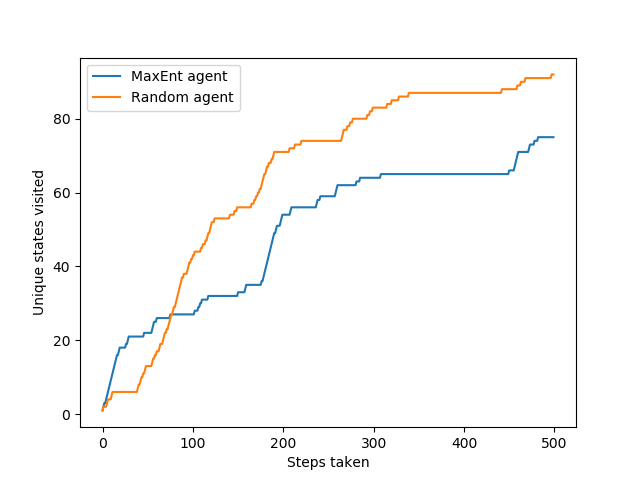 MaxEnt agent
Random agent
Unique states visited
80
60
40
20
0
0 100 200 300 400 500
Steps taken